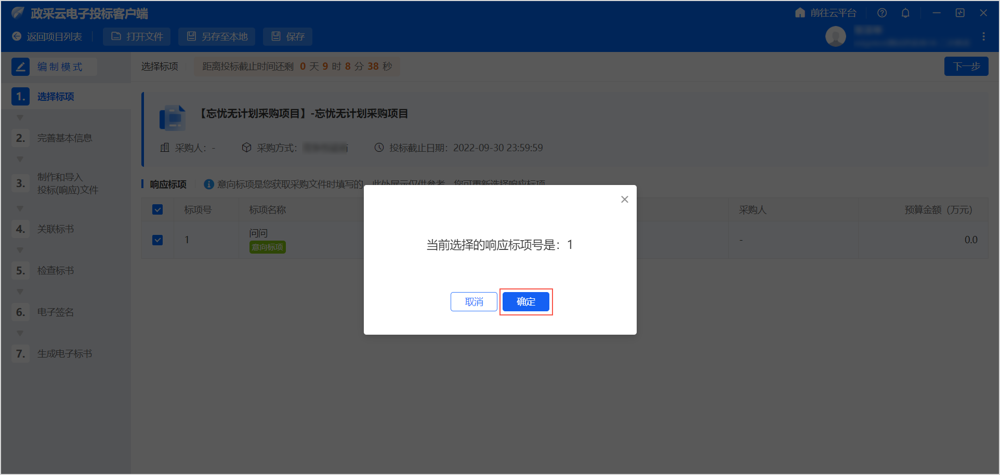 政采云电子投标客户端
前往云平台
返回项目列表
打开文件
另存至本地
保存
编制模式
选择标项
距离投标截止时间还剩 0 天 9 时 8 分 38 秒
下一步
1. 选择标项
2. 完善基本信息
3. 制作和导入
投标(响应)文件
4. 关联标书
5. 检查标书
6. 电子签名
7. 生成电子标书
【忘忧无计划采购项目】-忘忧无计划采购项目
采购人：-
采购方式：
投标截止日期：2022-09-30 23:59:59
响应标项
意向标项是您获取采购文件时填写的，此处展示仅供参考，您可重新选择响应标项
标项号 标项名称 采购人 预算金额（万元）
1 问问 - 0.0
意向标项
当前选择的响应标项号是：1
取消
确定